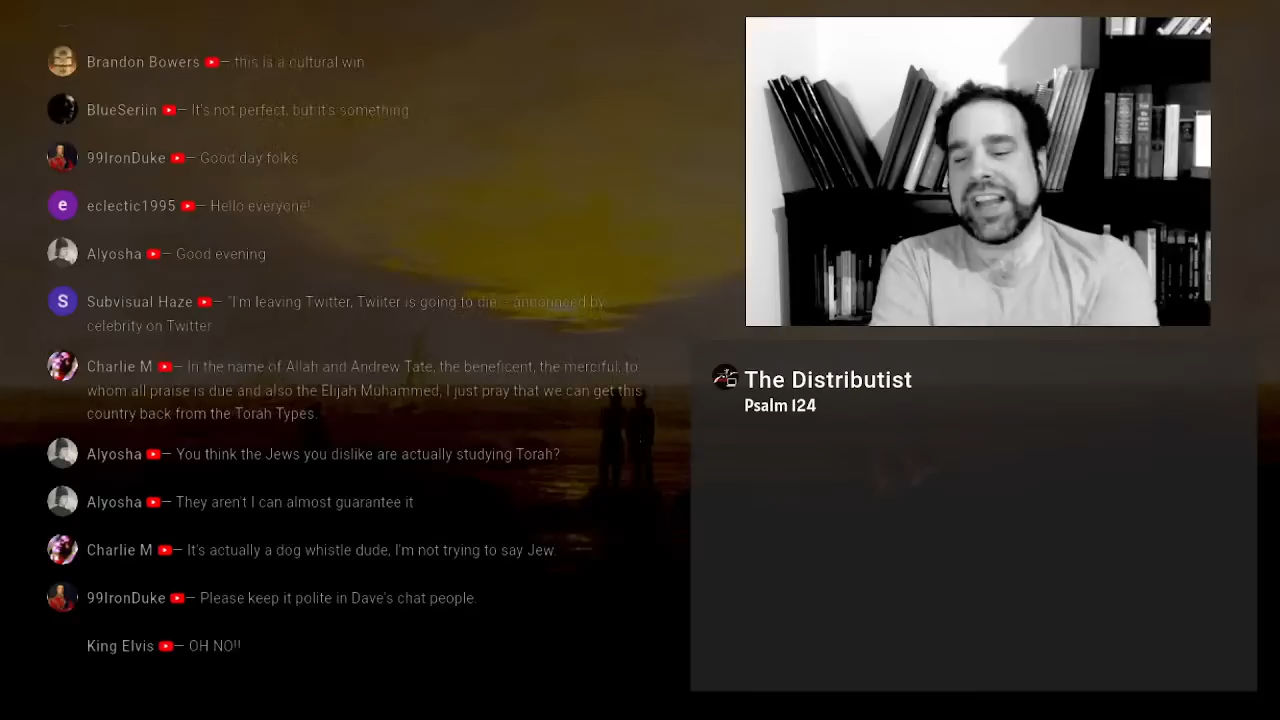 Brandon Bowers — this is a cultural win
BlueSeriin — It's not perfect, but it's something
99IronDuke — Good day folks
e
eclectic1995 — Hello everyone!
Alyosha — Good evening
S
Subvisual Haze — "I'm leaving Twitter, Twiiter is going to die. - announced by
celebrity on Twitter
Charlie M — In the name of Allah and Andrew Tate, the beneficent, the merciful, to
whom all praise is due and also the Elijah Muhammed, I just pray that we can get this
country back from the Torah Types.
Alyosha — You think the Jews you dislike are actually studying Torah?
Alyosha — They aren't I can almost guarantee it
Charlie M — It's actually a dog whistle dude, I'm not trying to say Jew.
99IronDuke — Please keep it polite in Dave's chat people.
King Elvis — OH NO!!
The Distributist
Psalm 124